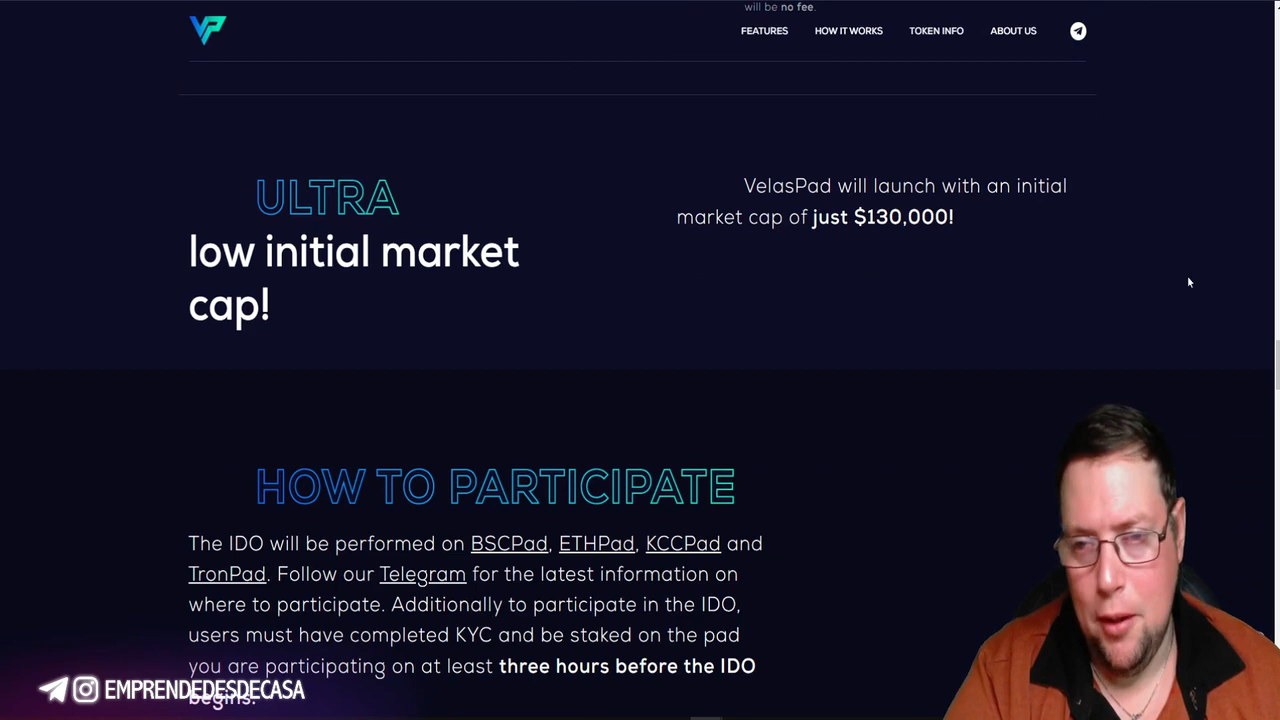 will be no fee.
FEATURES HOW IT WORKS TOKEN INFO ABOUT US
ULTRA
low initial market
cap!
VelasPad will launch with an initial
market cap of just $130,000!
HOW TO PARTICIPATE
The IDO will be performed on BSCPad, ETHPad, KCCPad and
TronPad. Follow our Telegram for the latest information on
where to participate. Additionally to participate in the IDO,
users must have completed KYC and be staked on the pad
you are participating on at least three hours before the IDO
begins.
EMPRENDEDESDECASA